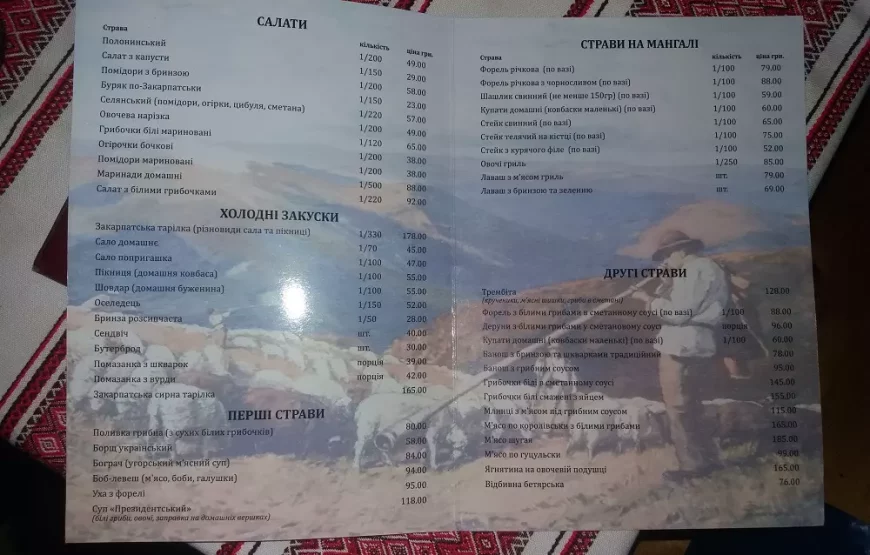 САЛАТИ
Страва кількість ціна грн.
Полонинський 1/200 49.00
Салат з капусти 1/150 29.00
Помідори з бринзою 1/200 58.00
Буряк по-Закарпатськи 1/150 23.00
Селянський (помідори, огірки, цибуля, сметана) 1/220 57.00
Овочева нарізка 1/200 49.00
Грибочки білі мариновані 1/120 65.00
Огірочки бочкові 1/200 38.00
Помідори мариновані 1/200 38.00
Маринади домашні 1/500 88.00
Салат з білими грибочками 1/220 92.00
ХОЛОДНІ ЗАКУСКИ
Закарпатська тарілка (різновиди сала та пікниці) 1/330 178.00
Сало домашнє 1/70 45.00
Сало попригашка 1/100 47.00
Пікниця (домашня ковбаса) 1/100 55.00
Шовдар (домашня буженина) 1/100 55.00
Оселедець 1/150 52.00
Бринза розсипчаста 1/50 28.00
Сендвіч шт. 40.00
Бутерброд шт. 30.00
Помазанка з шкварок порція 39.00
Помазанка з вурди порція 42.00
Закарпатська сирна тарілка 165.00
ПЕРШІ СТРАВИ
Поливка грибна (з сухих білих грибочків) 80.00
Борщ український 58.00
Бограч (угорський м'ясний суп) 84.00
Боб-левеш (м'ясо, боби, галушки) 94.00
Уха з форелі 95.00
Суп «Президентський» 118.00
(білі гриби, овочі, заправка на домашніх вершках)
СТРАВИ НА МАНГАЛІ
Страва кількість ціна грн.
Форель річкова (по вазі) 1/100 79.00
Форель річкова з чорносливом (по вазі) 1/100 88.00
Шашлик свинний (не менше 150гр) (по вазі) 1/100 59.00
Купати домашні (ковбаски маленькі) (по вазі) 1/100 60.00
Стейк свинний (по вазі) 1/100 65.00
Стейк телячий на кістці (по вазі) 1/100 75.00
Стейк з курячого філе (по вазі) 1/100 52.00
Овочі гриль 1/250 85.00
Лаваш з м'ясом гриль шт. 79.00
Лаваш з бринзою та зеленню шт. 69.00
ДРУГІ СТРАВИ
Трембіта 128.00
Форель з білими грибами в сметанному соусі (по вазі) 1/100 88.00
Деруни з білими грибами у сметановому соусі порція 96.00
Купати домашні (ковбаски маленькі) (по вазі) 1/100 60.00
Банош з бринзою та шкварками традиційний 78.00
Банош з грибним соусом 95.00
Грибочки білі в сметанному соусі 145.00
Грибочки білі смажені з яйцем 155.00
Млинці з м'ясом під грибним соусом 115.00
М'ясо по королівськи з білими грибами 165.00
М'ясо шугай 185.00
М'ясо по гуцульськи 99.00
Ягнятина на овочевій подушці 165.00
Відбивна бетярська 76.00